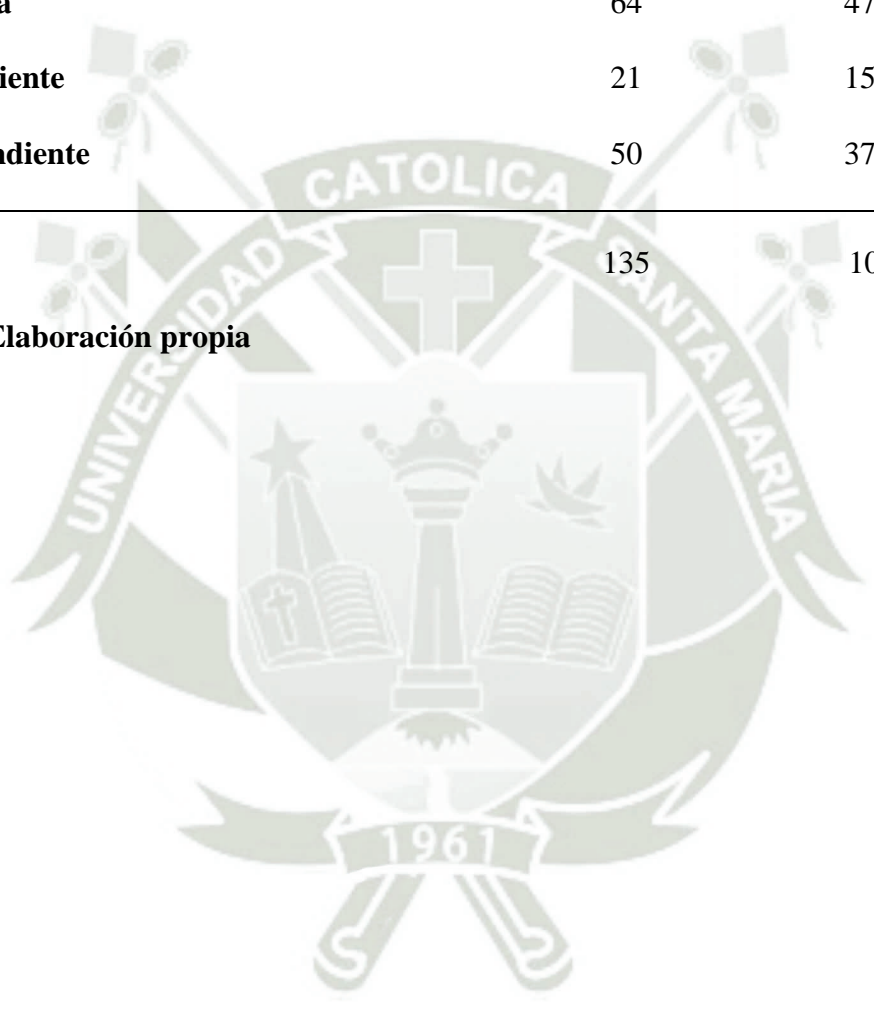 a 64 47
iente 21 15
ndiente 50 37
135 10
Elaboración propia
UNIVERSIDAD CATOLICA SANTA MARIA
1961